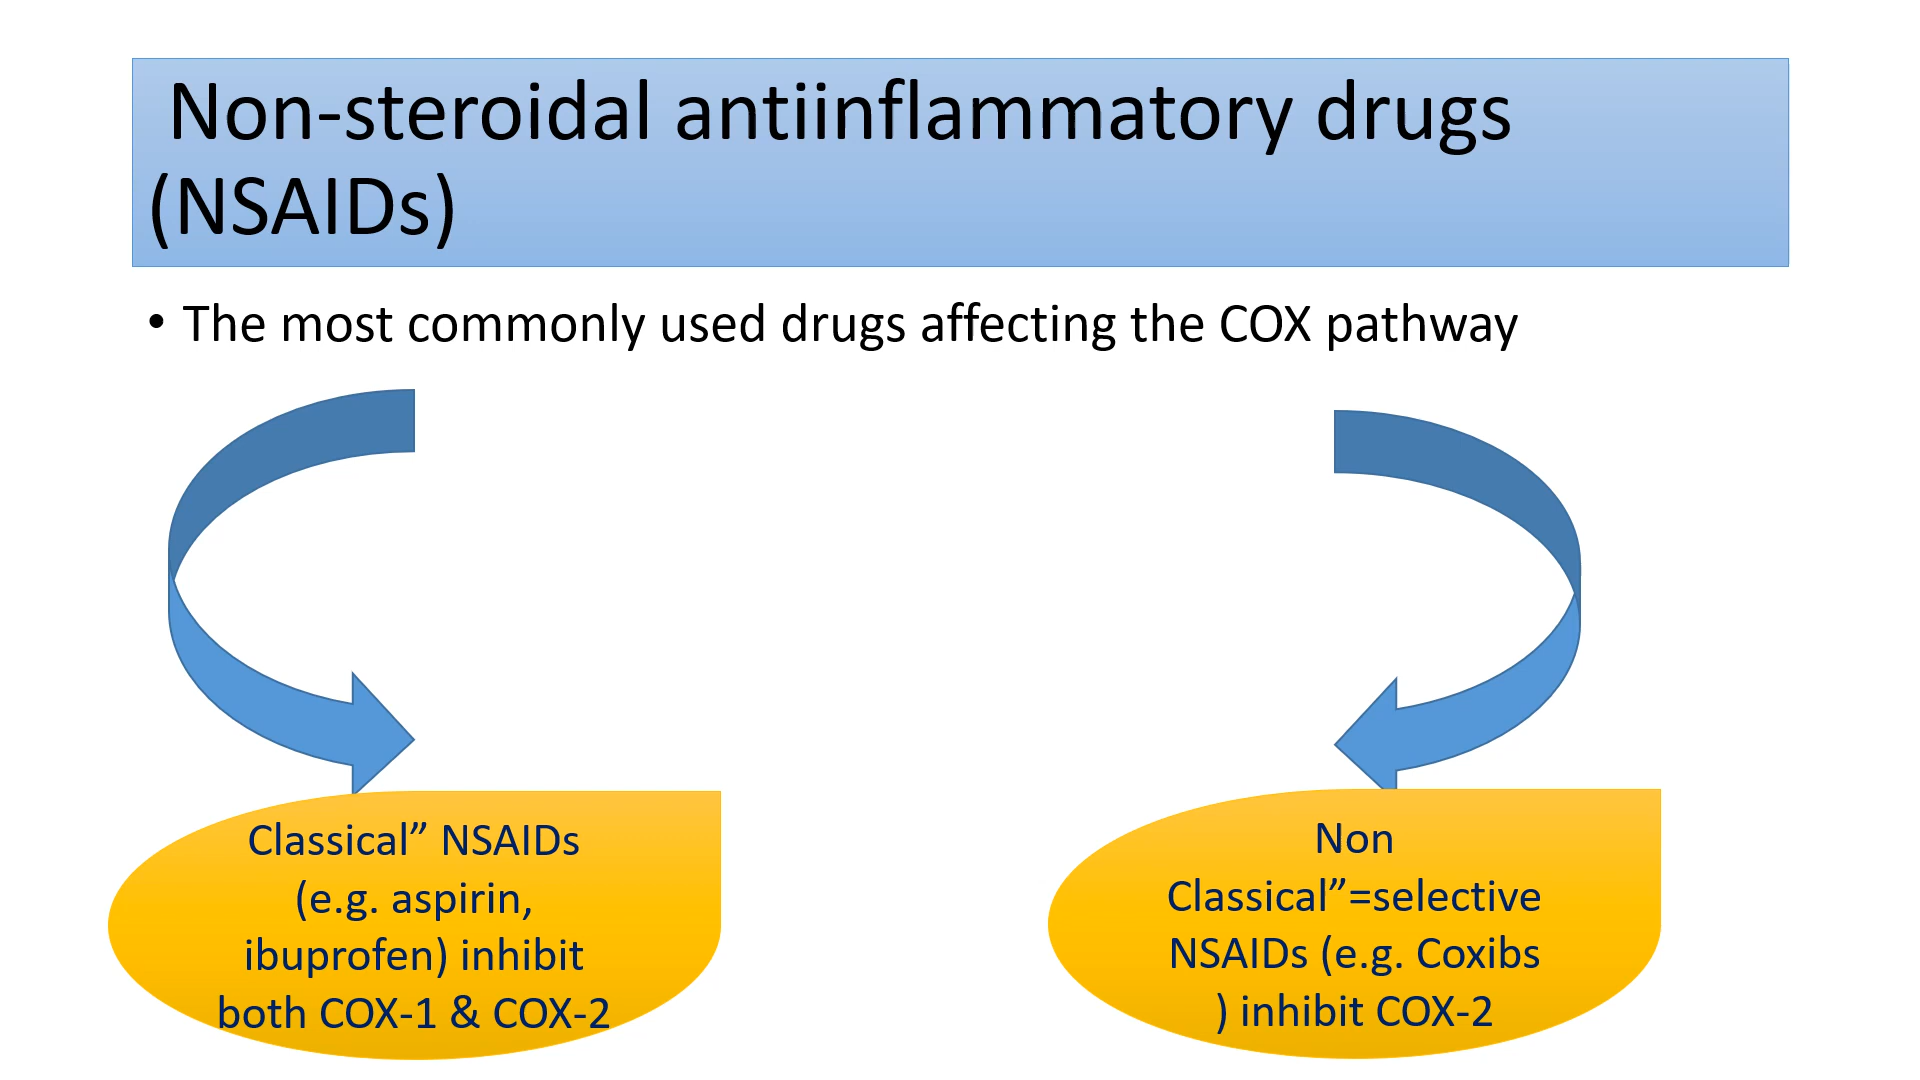 Non-steroidal antiinflammatory drugs
(NSAIDs)
• The most commonly used drugs affecting the COX pathway
Classical” NSAIDs
(e.g. aspirin,
ibuprofen) inhibit
both COX-1 & COX-2
Non
Classical”=selective
NSAIDs (e.g. Coxibs
) inhibit COX-2